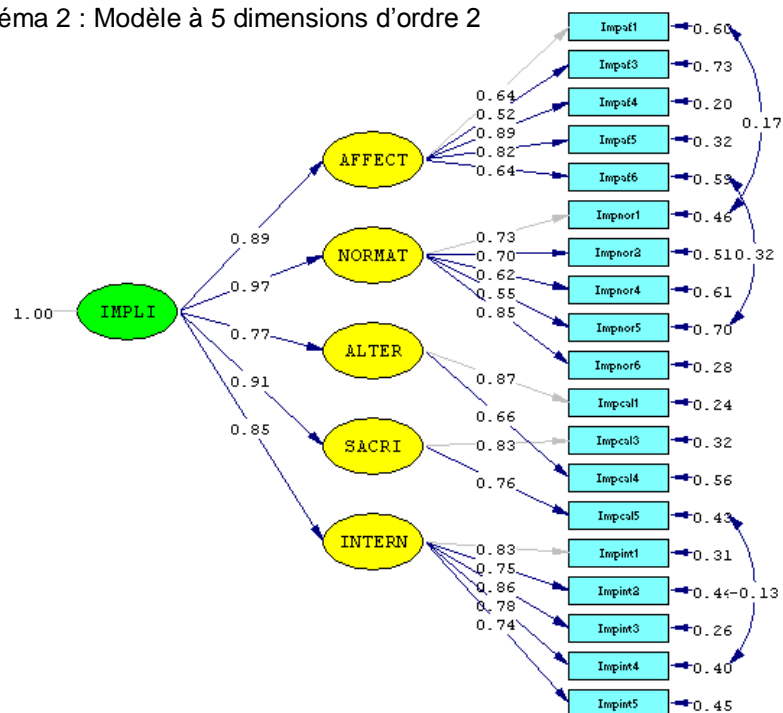 éma 2 : Modèle à 5 dimensions d'ordre 2
Impaf1 0.60
Impaf3 0.73
0.64
Impaf4 0.20
0.52
0.17
0.89
AFFECT
Impaf5 0.32
0.82
0.64
Impaf6 0.59
Impnor1 0.46
0.89
0.73
NORMAT
0.70
Impnor2 0.51 0.32
0.62
0.97
Impnor4 0.61
0.55
1.00 IMPLI
0.85
Impnor5 0.70
0.77
ALTER
Impnor6 0.28
0.87
0.91
Impcal1 0.24
0.66
0.85
SACRI
0.83
Impcal3 0.32
0.76
Impcal4 0.56
Impcal5 0.43
INTERN
0.83
Impint1 0.31
0.75
0.86
Impint2 0.44 -0.13
0.78
0.74
Impint3 0.26
Impint4 0.40
Impint5 0.45